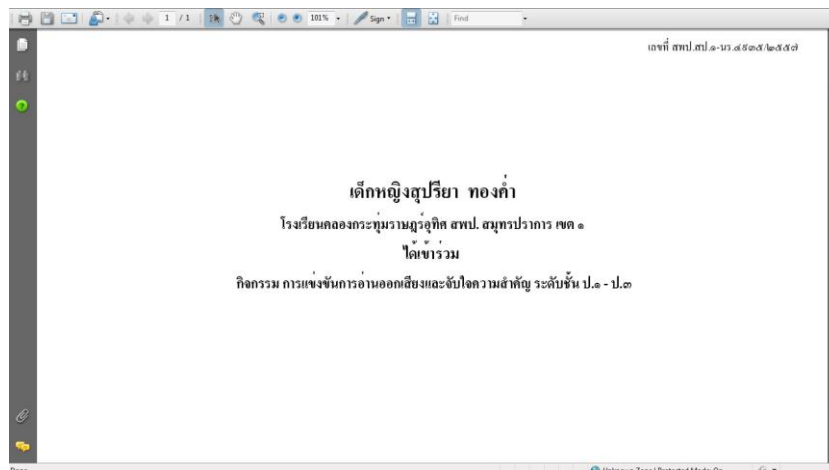 1 / 1
101%
Sign
Find
เลขที่ สพป.สป.๑-นร.๔๘๓๕/๒๕๕๗
เด็กหญิงสุปรียา ทองค่ำ
โรงเรียนคลองกระทุ่มราษฎร์อุทิศ สพป. สมุทรปราการ เขต ๑
ได้เข้าร่วม
กิจกรรม การแข่งขันการอ่านออกเสียงและจับใจความสำคัญ ระดับชั้น ป.๑ - ป.๓